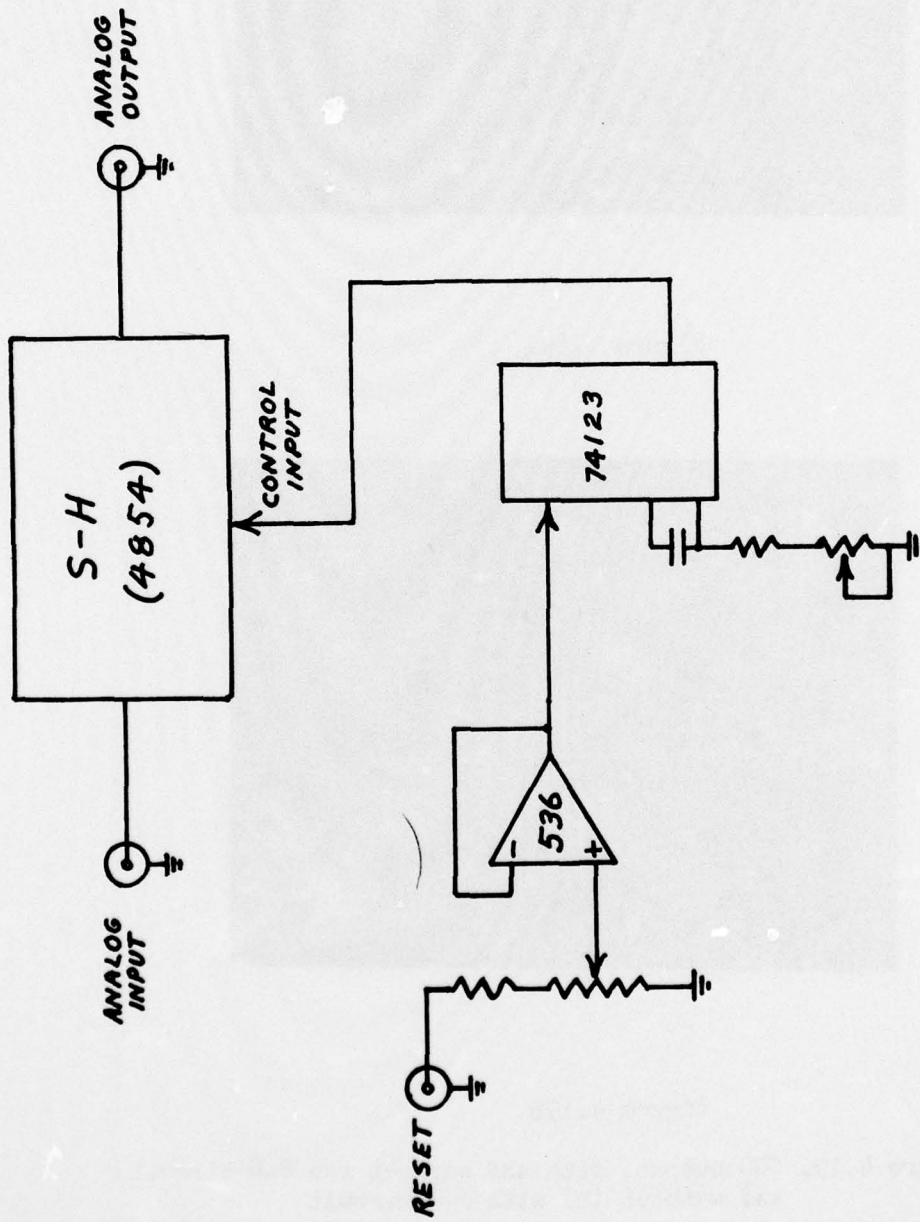 ANALOG
INPUT
S-H
(4854)
ANALOG
OUTPUT
CONTROL
INPUT
RESET
-
536
+
74123